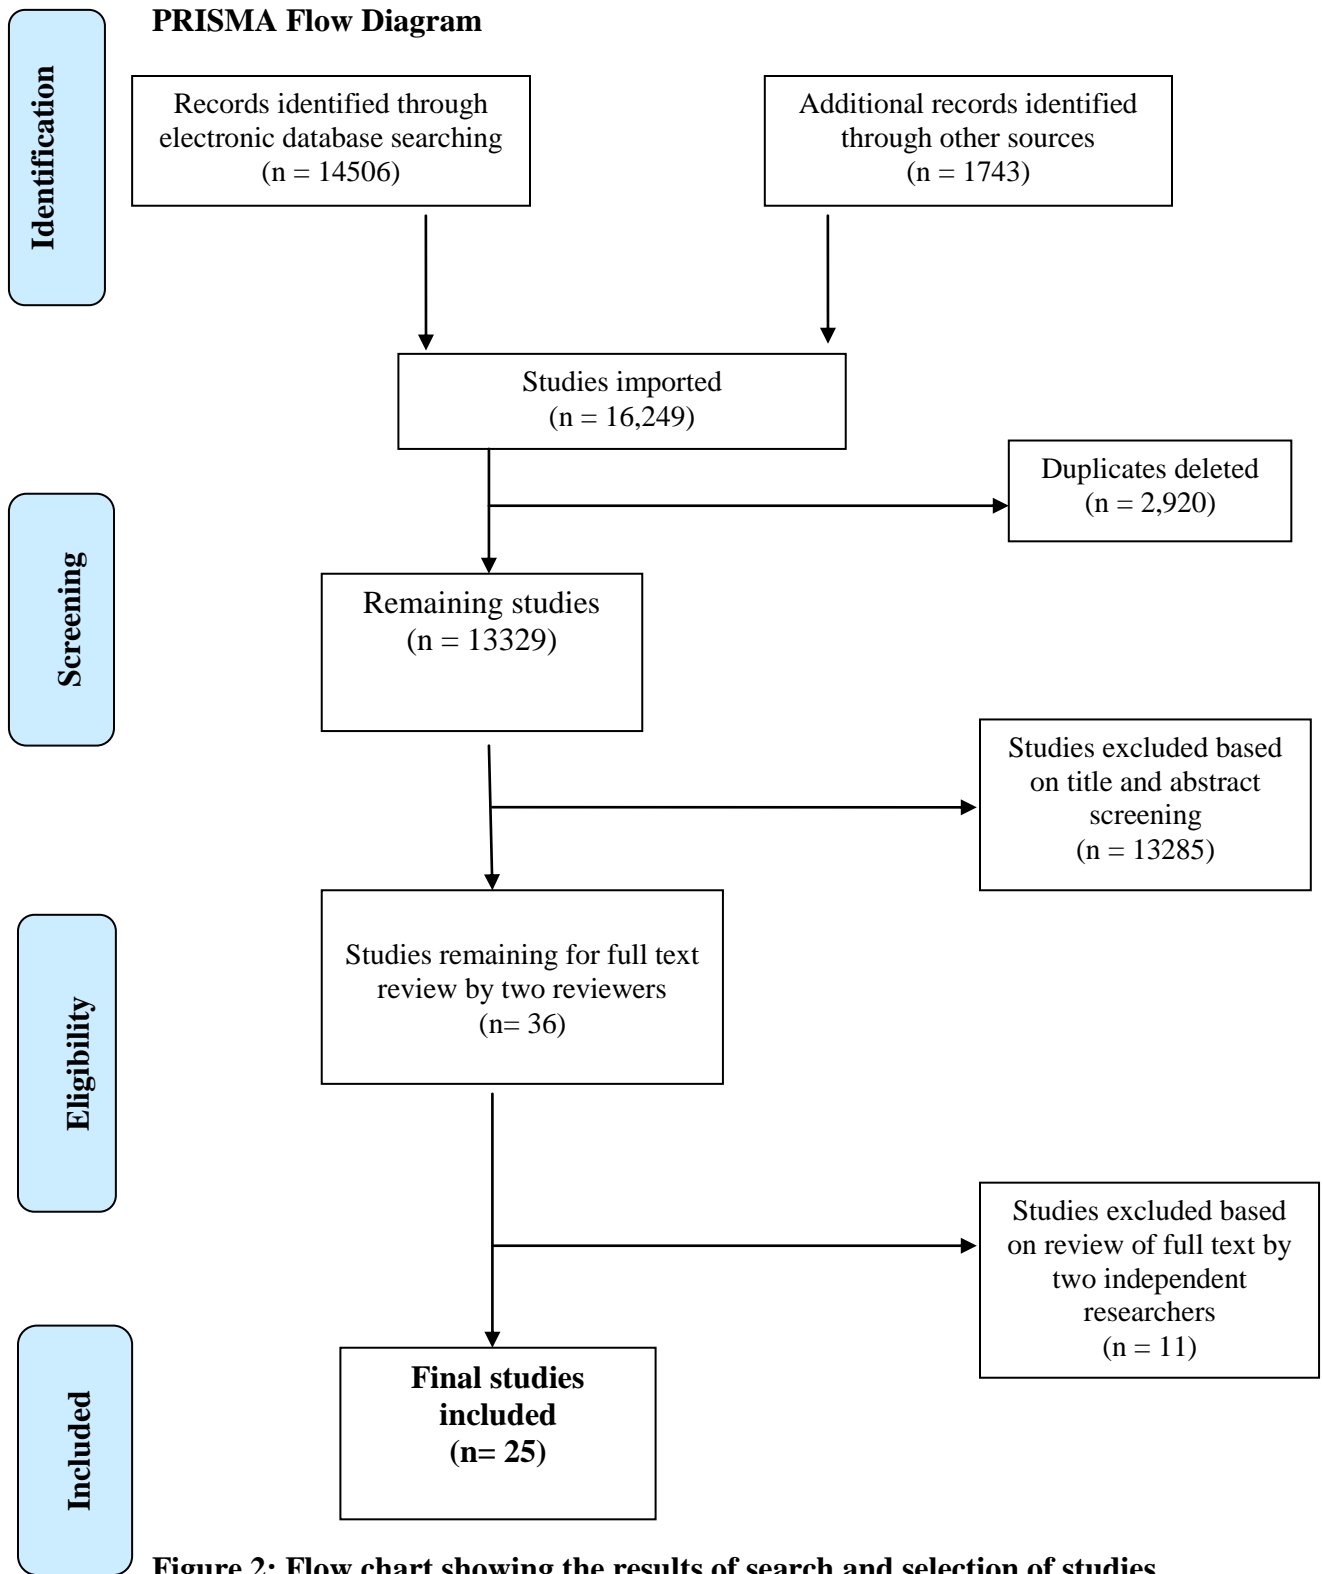 PRISMA Flow Diagram
Identification
Records identified through
electronic database searching
(n = 14506)
Additional records identified
through other sources
(n = 1743)
Studies imported
(n = 16,249)
Duplicates deleted
(n = 2,920)
Screening
Remaining studies
(n = 13329)
Studies excluded based
on title and abstract
screening
(n = 13285)
Eligibility
Studies remaining for full text
review by two reviewers
(n= 36)
Studies excluded based
on review of full text by
two independent
researchers
(n = 11)
Included
Final studies
included
(n= 25)
Figure 2: Flow chart showing the results of search and selection of studies